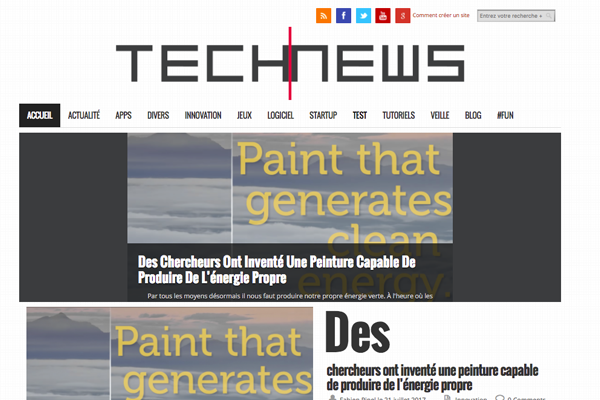 Comment créer un site
Entrez votre recherche »
TECHNEWS
ACCUEIL ACTUALITÉ APPS DIVERS INNOVATION JEUX LOGICIEL STARTUP TEST TUTORIELS VEILLE BLOG #FUN
Paint that
generates
clean
energy.
Des Chercheurs Ont Inventé Une Peinture Capable De
Produire De L'énergie Propre
Par tous les moyens désormais il nous faut produire notre propre énergie verte. À l'heure où les
Paint that
generates
Des
chercheurs ont inventé une peinture capable
de produire de l'énergie propre
le 21 juillet 2017 Innovation 0 Comments